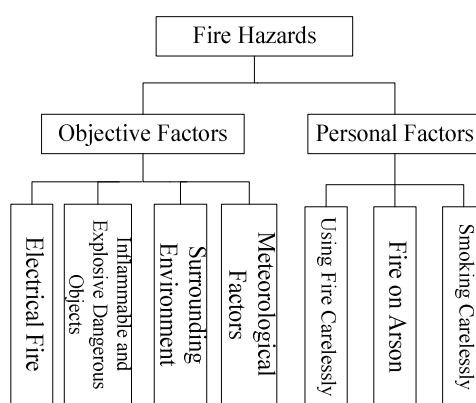 Fire Hazards
Objective Factors
Personal Factors
Electrical Fire
Inflammable and
Explosive Dangerous
Objects
Surrounding
Environment
Meteorological
Factors
Using Fire Carelessly
Fire on Arson
Smoking Carelessly